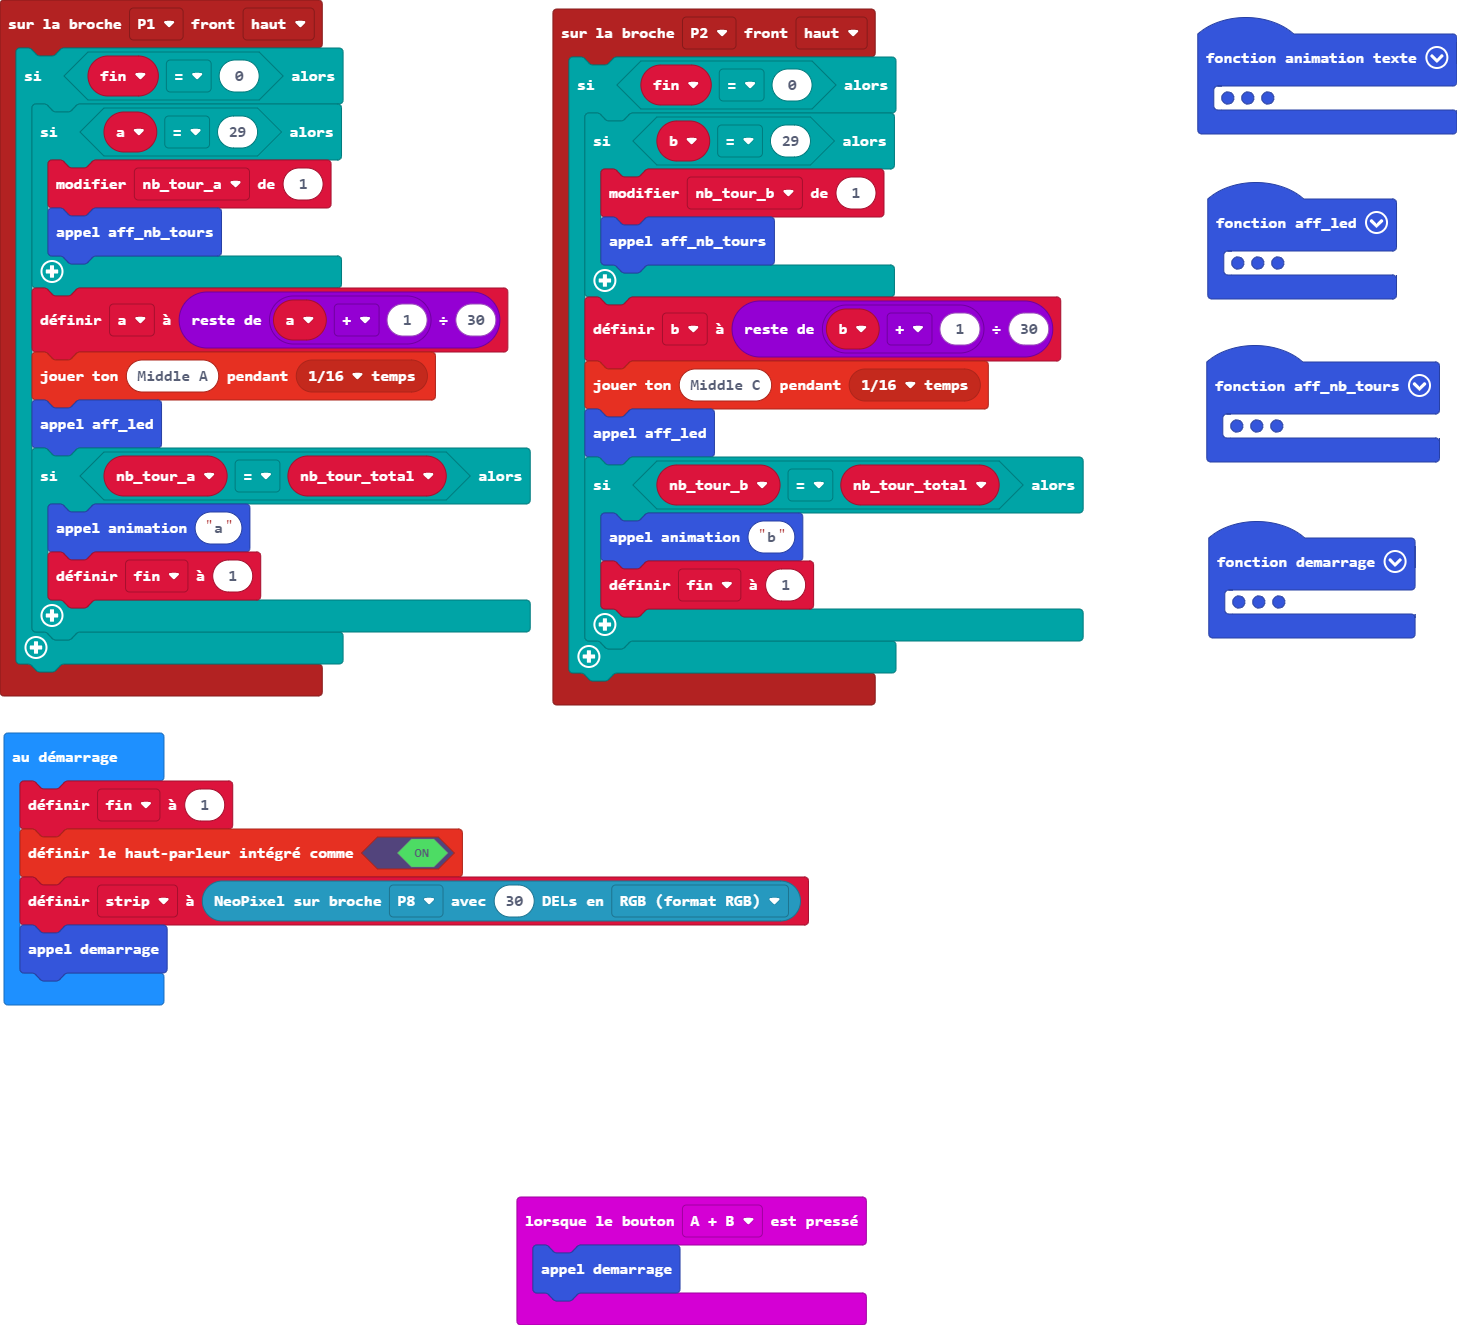 sur la broche P1 front haut
si fin = 0 alors
si a = 29 alors
modifier nb_tour_a de 1
appel aff_nb_tours
définir a à reste de a + 1 ÷ 30
jouer ton Middle A pendant 1/16 temps
appel aff_led
si nb_tour_a = nb_tour_total alors
appel animation "a"
définir fin à 1
sur la broche P2 front haut
si fin = 0 alors
si b = 29 alors
modifier nb_tour_b de 1
appel aff_nb_tours
définir b à reste de b + 1 ÷ 30
jouer ton Middle C pendant 1/16 temps
appel aff_led
si nb_tour_b = nb_tour_total alors
appel animation "b"
définir fin à 1
fonction animation texte
fonction aff_led
fonction aff_nb_tours
fonction demarrage
au démarrage
définir fin à 1
définir le haut-parleur intégré comme ON
définir strip à NeoPixel sur broche P8 avec 30 DELs en RGB (format RGB)
appel demarrage
lorsque le bouton A + B est pressé
appel demarrage